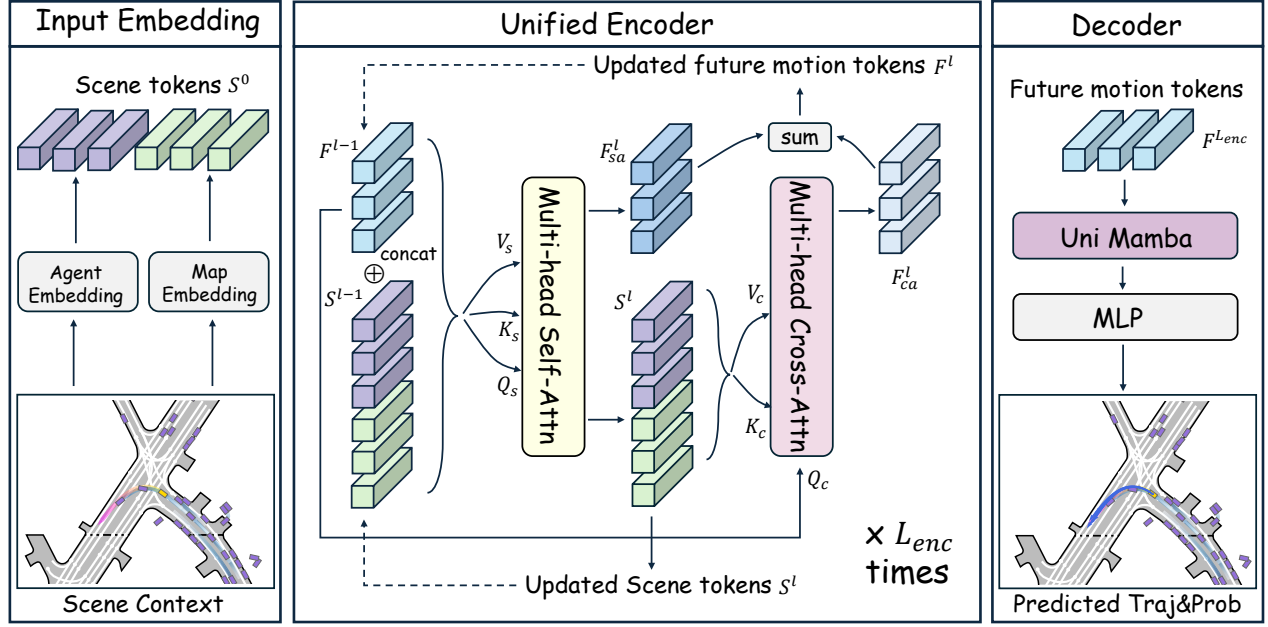 Input Embedding
Scene tokens S^0
Agent
Embedding
Map
Embedding
Scene Context
Unified Encoder
Updated future motion tokens F^l
F^{l-1}
concat
⊕
S^{l-1}
V_s
K_s
Q_s
Multi-head Self-Attn
F_{sa}^l
S^l
sum
V_c
K_c
Q_c
Multi-head Cross-Attn
F_{ca}^l
× L_{enc}
times
Updated Scene tokens S^l
Decoder
Future motion tokens
F^{L_{enc}}
Uni Mamba
MLP
Predicted Traj&Prob